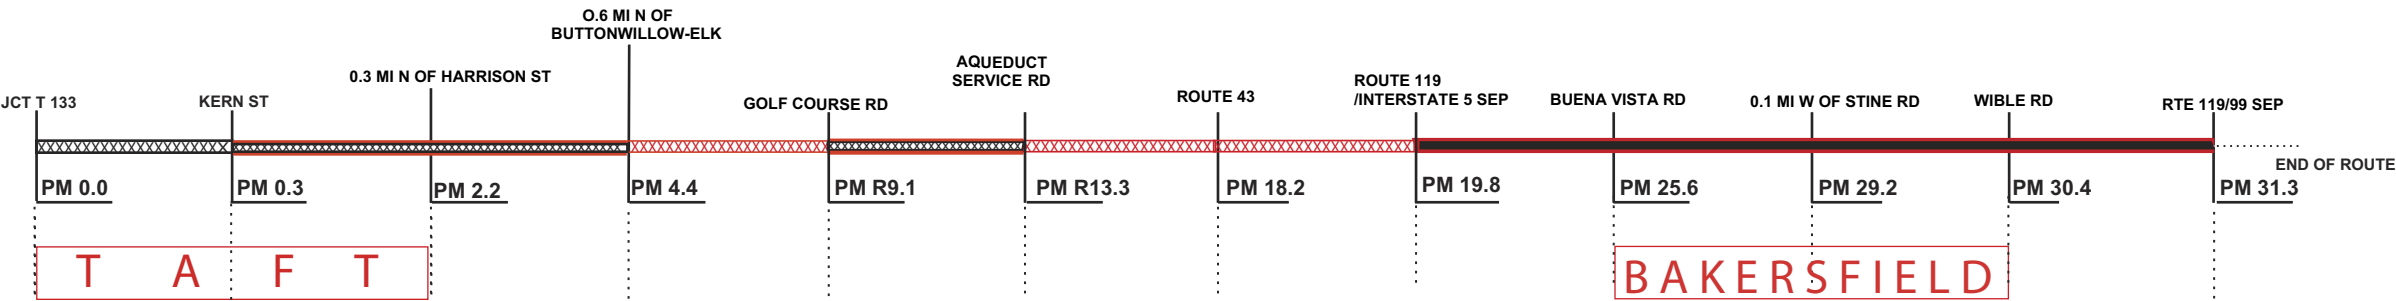 O.6 MI N OF
BUTTONWILLOW-ELK
AQUEDUCT
SERVICE RD
0.3 MI N OF HARRISON ST
ROUTE 119
/INTERSTATE 5 SEP
JCT T 133
KERN ST
GOLF COURSE RD
ROUTE 43
BUENA VISTA RD
0.1 MI W OF STINE RD
WIBLE RD
RTE 119/99 SEP
END OF ROUTE
PM 0.0
PM 0.3
PM 2.2
PM 4.4
PM R9.1
PM R13.3
PM 18.2
PM 19.8
PM 25.6
PM 29.2
PM 30.4
PM 31.3
T A F T
BAKERSFIELD